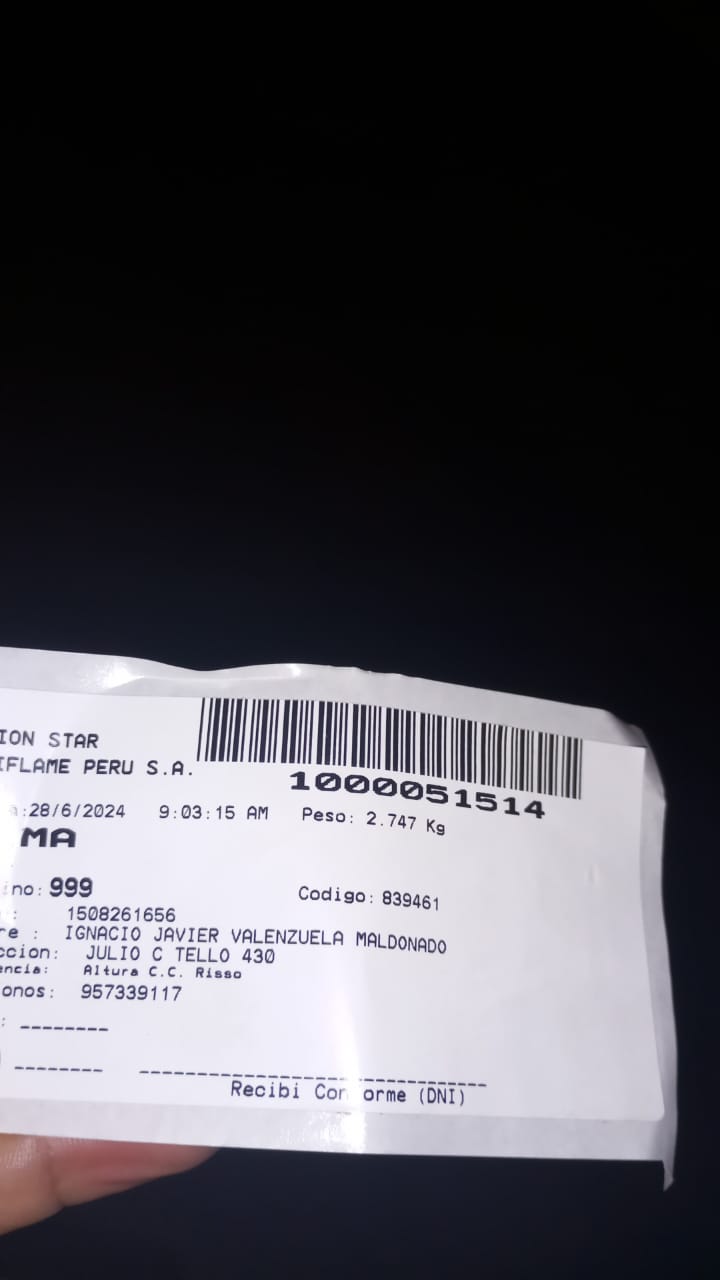 ION STAR
IFLAME PERU S.A.
1000051514
a:28/6/2024 9:03:15 AM Peso: 2.747 Kg
MA
ino: 999 Codigo: 839461
: 1508261656
re : IGNACIO JAVIER VALENZUELA MALDONADO
ccion: JULIO C TELLO 430
encia: Altura C.C. Risso
onos: 957339117
: --------
-------- -------------------------------
Recibi Conforme (DNI)